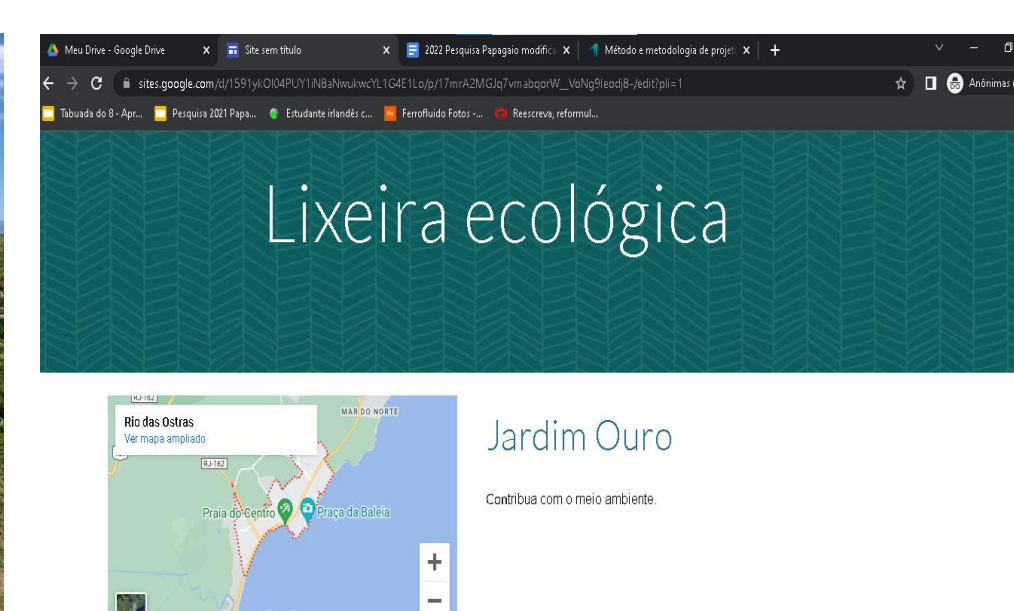 Meu Drive - Google Drive
Site sem título
2022 Pesquisa Papagaio modific
Método e metodologia de projet
sites.google.com
/edit?pli=1
Anônimas
Tabuada do 8 - Apr...
Pesquisa 2021 Papa...
Estudante irlandês c...
Ferrofluido Fotos -...
Reescreva, reformul...
Lixeira ecológica
RJ-162
Rio das Ostras
Ver mapa ampliado
MAR DO NORTE
RJ-162
Praia do Centro
Praça da Baleia
+
−
Jardim Ouro
Contribua com o meio ambiente.